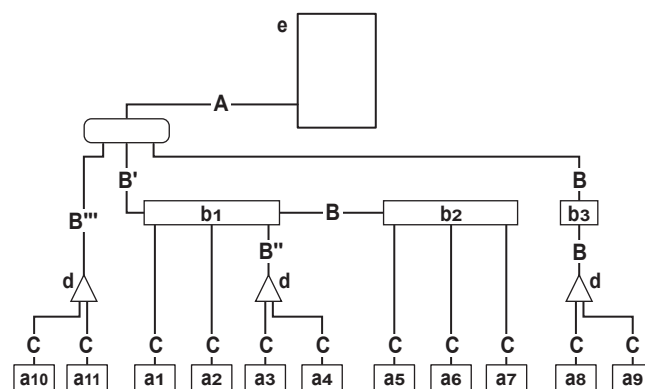 e
A
B' B
B''' b1 B b2 b3
B'' B
d d d
C C C C C C C C C C C
a10 a11 a1 a2 a3 a4 a5 a6 a7 a8 a9